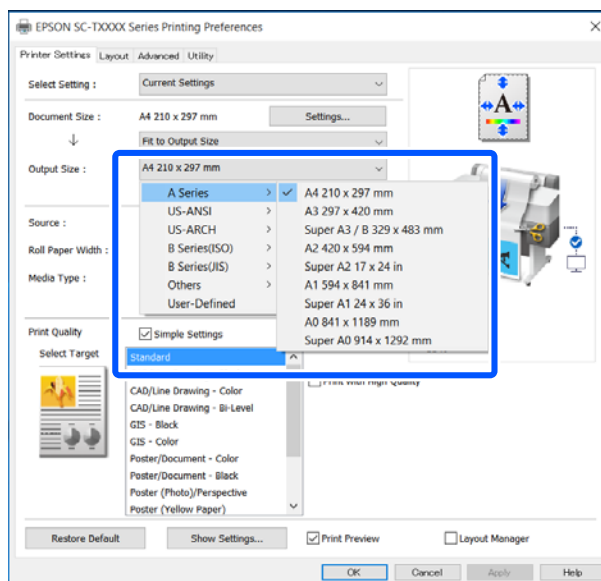 EPSON SC-TXXXX Series Printing Preferences
Printer Settings Layout Advanced Utility
Select Setting : Current Settings
Document Size : A4 210 x 297 mm Settings...
Fit to Output Size
Output Size : A4 210 x 297 mm
A Series
US-ANSI
US-ARCH
B Series(ISO)
B Series(JIS)
Others
User-Defined
A4 210 x 297 mm
A3 297 x 420 mm
Super A3 / B 329 x 483 mm
A2 420 x 594 mm
Super A2 17 x 24 in
A1 594 x 841 mm
Super A1 24 x 36 in
A0 841 x 1189 mm
Super A0 914 x 1292 mm
Source :
Roll Paper Width :
Media Type :
Print Quality Simple Settings
Select Target Standard
Print with High Quality
CAD/Line Drawing - Color
CAD/Line Drawing - Bi-Level
GIS - Block
GIS - Color
Poster/Document - Color
Poster/Document - Black
Poster (Photo)/Perspective
Poster (Yellow Paper)
Restore Default Show Settings... Print Preview Layout Manager
OK Cancel Apply Help